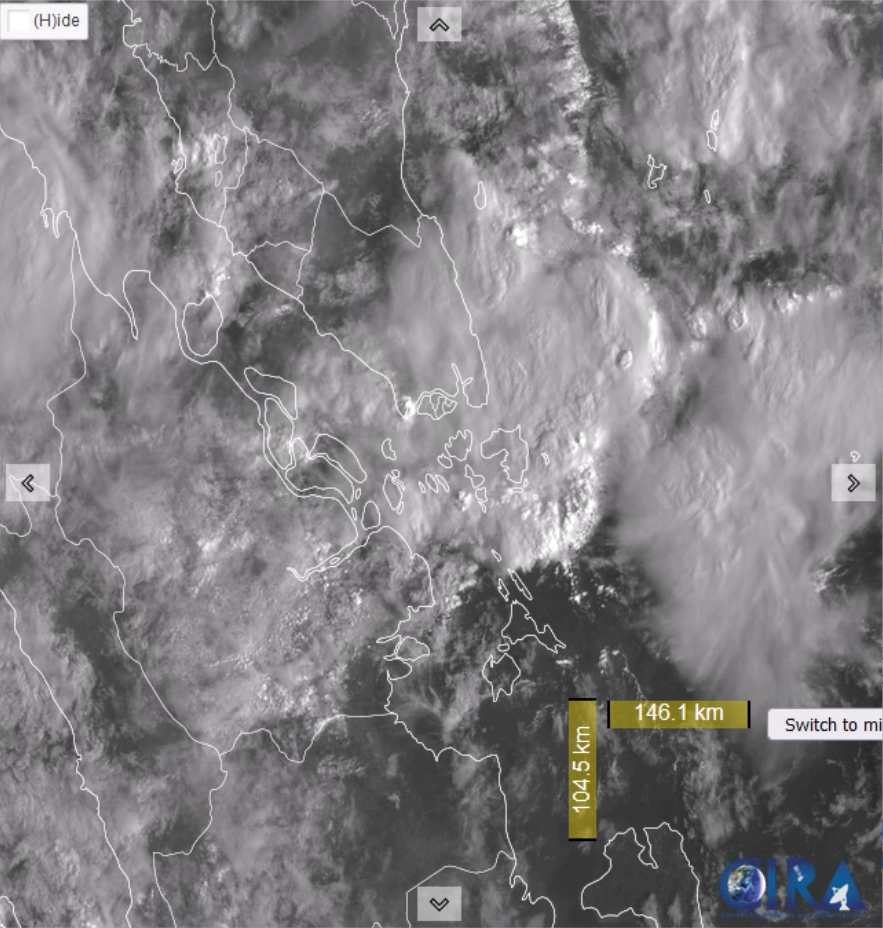 (H)ide
146.1 km
104.5 km
Switch to mi
CIRA